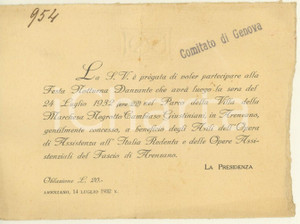 954
Comitato di Genova
La S. V. è pregata di voler partecipare alla
Festa Notturna Danzante che avrà luogo la sera del
24 Luglio 1932 nel Parco della Villa della
Marchesa Negrotto Cambiaso Giustiniani in Arenzano,
gentilmente concesso, a beneficio degli Asili dell'Opera
di Assistenza all'Italia Redenta e delle Opere Assi-
stenziali del Fascio di Arenzano.
LA PRESIDENZA
Oblazione L. 20.-
ARENZANO, 14 LUGLIO 1932